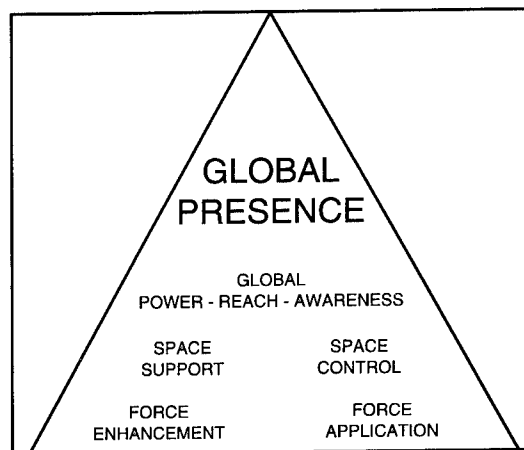 GLOBAL
PRESENCE
GLOBAL
POWER - REACH - AWARENESS
SPACE
SUPPORT
SPACE
CONTROL
FORCE
ENHANCEMENT
FORCE
APPLICATION